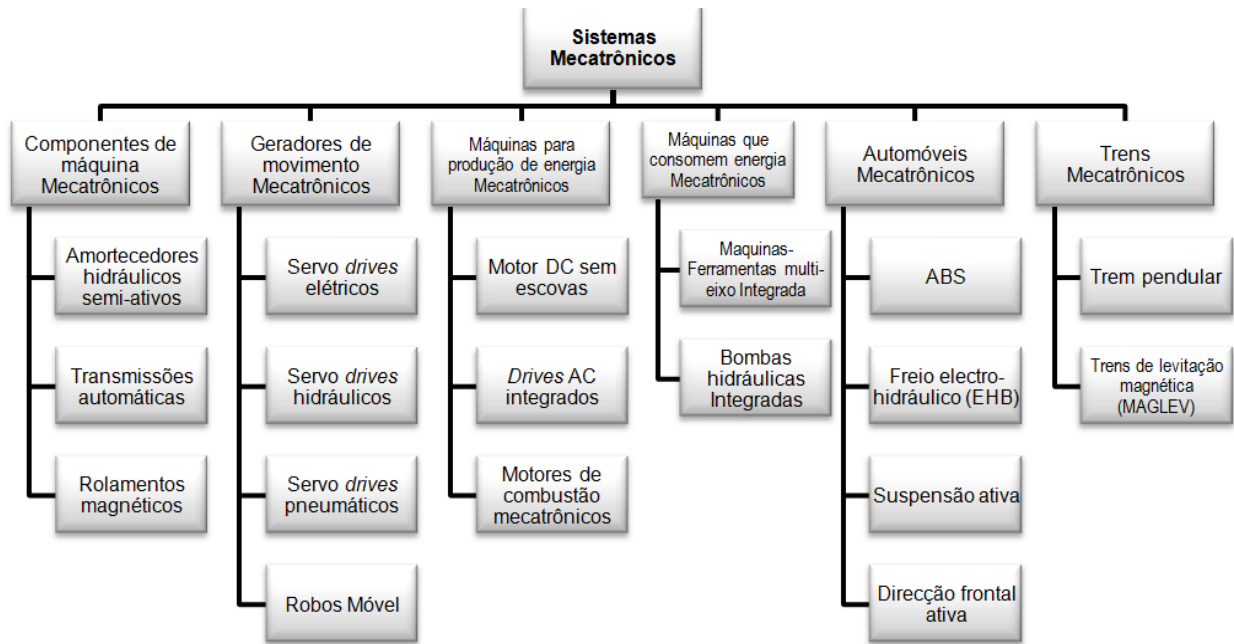 Sistemas
Mecatrônicos
Componentes de
máquina
Mecatrônicos
Amortecedores
hidráulicos
semi-ativos
Transmissões
automáticas
Rolamentos
magnéticos
Geradores de
movimento
Mecatrônicos
Servo drives
elétricos
Servo drives
hidráulicos
Servo drives
pneumáticos
Robos Móvel
Máquinas para
produção de energia
Mecatrônicos
Motor DC sem
escovas
Drives AC
integrados
Motores de
combustão
mecatrônicos
Máquinas que
consomem energia
Mecatrônicos
Maquinas-
Ferramentas multi-
eixo Integrada
Bombas
hidráulicas
Integradas
Automóveis
Mecatrônicos
ABS
Freio electro-
hidráulico (EHB)
Suspensão ativa
Direcção frontal
ativa
Trens
Mecatrônicos
Trem pendular
Trens de levitação
magnética
(MAGLEV)